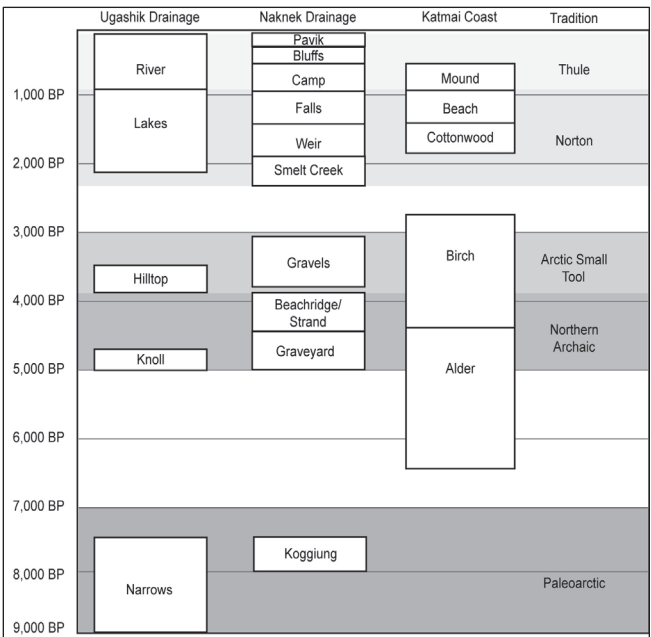 Ugashik Drainage
Naknek Drainage
Katmai Coast
Tradition
Pavik
Bluffs
River
Camp
Mound
Thule
1,000 BP
Lakes
Falls
Beach
Weir
Cottonwood
Norton
2,000 BP
Smelt Creek
3,000 BP
Hilltop
Gravels
Birch
Arctic Small
Tool
4,000 BP
Beachridge/
Strand
Northern
Archaic
Knoll
Graveyard
Alder
5,000 BP
6,000 BP
7,000 BP
Koggiung
8,000 BP
Narrows
Paleoarctic
9,000 BP